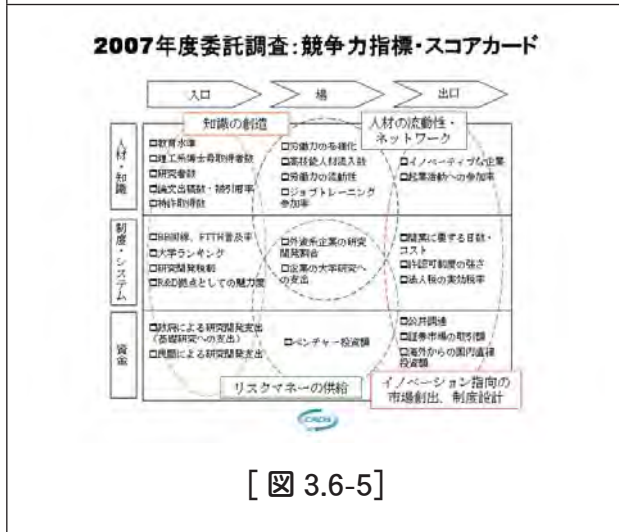 2007年度委託調査：競争力指標・スコアカード
入口
場
出口
知識の創造
人材の流動性・
ネットワーク
人材・知識
□教育水準
□理工系博士号取得者数
□研究者数
□論文出稿数・被引用率
□特許取得数
□労働力の多様化
□高技能人材流入数
□労働力の流動性
□ジョブトレーニング
参加率
□イノベーティブな企業
□起業活動への参加率
制度・システム
□BB回線、FTTH普及率
□大学ランキング
□研究開発税制
□R&D拠点としての魅力度
□外資系企業の研究
開発割合
□企業の大学研究へ
の支出
□開業に要する日数・
コスト
□許認可制度の強さ
□法人税の実効税率
資金
□政府による研究開発支出
（基礎研究への支出）
□民間による研究開発支出
□ベンチャー投資額
□公共調達
□証券市場の取引額
□海外からの国内直接
投資額
リスクマネーの供給
イノベーション指向の
市場創出、制度設計
CRDS
[ 図 3.6-5]